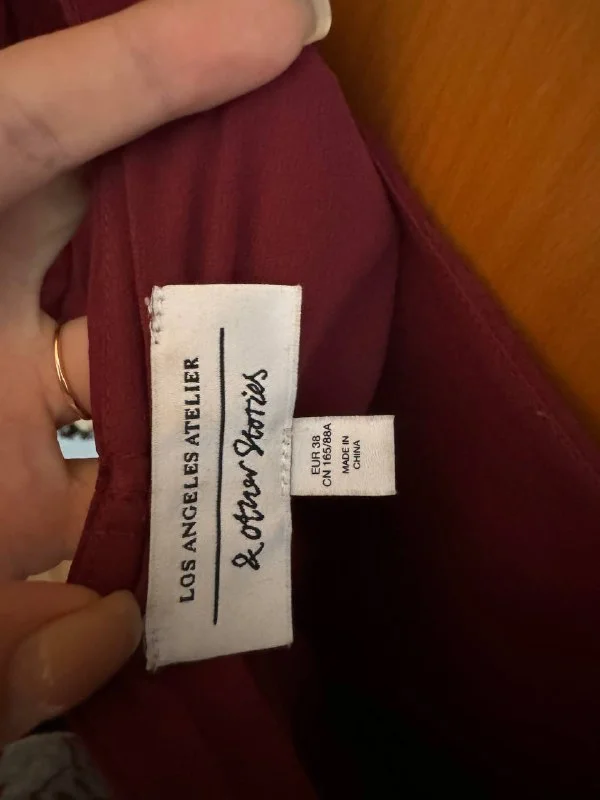 LOS ANGELES ATELIER
& other Stories
EUR 38
CN 165/88A
MADE IN
CHINA